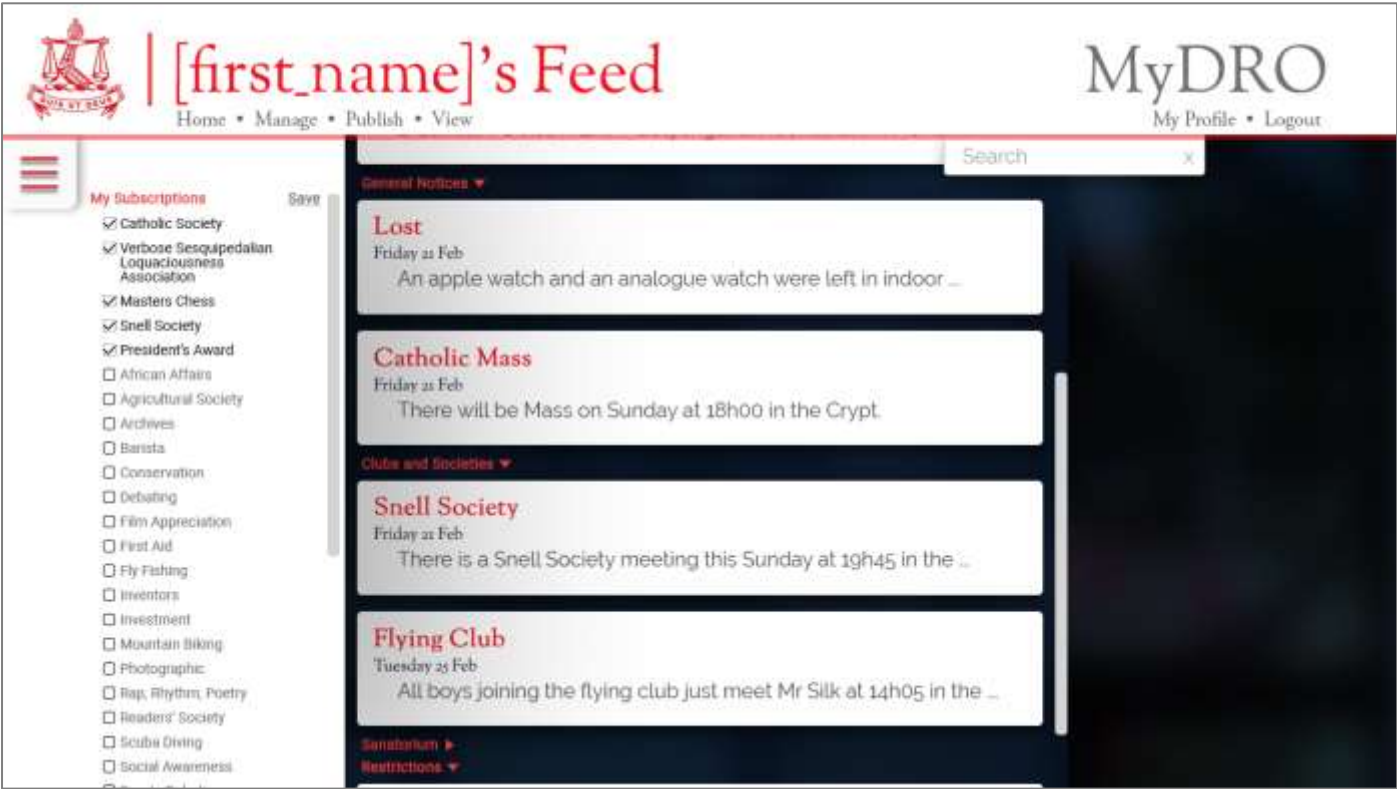 [first_name]'s Feed
Home • Manage • Publish • View
MyDRO
My Profile • Logout
Search x
My Subscriptions Save
Catholic Society
Verbose Sesquipedalian
Loquaciousness
Association
Masters Chess
Snell Society
President's Award
African Affairs
Agricultural Society
Archives
Barista
Conservation
Debating
Film Appreciation
First Aid
Fly Fishing
Inventors
Investment
Mountain Biking
Photographic
Rap, Rhythm, Poetry
Readers' Society
Scuba Diving
Social Awareness
General Notices
Lost
Friday 21 Feb
An apple watch and an analogue watch were left in indoor ...
Catholic Mass
Friday 21 Feb
There will be Mass on Sunday at 18h00 in the Crypt.
Clubs and Societies
Snell Society
Friday 21 Feb
There is a Snell Society meeting this Sunday at 19h45 in the ...
Flying Club
Tuesday 25 Feb
All boys joining the flying club just meet Mr Silk at 14h05 in the ...
Sanatorium
Restrictions